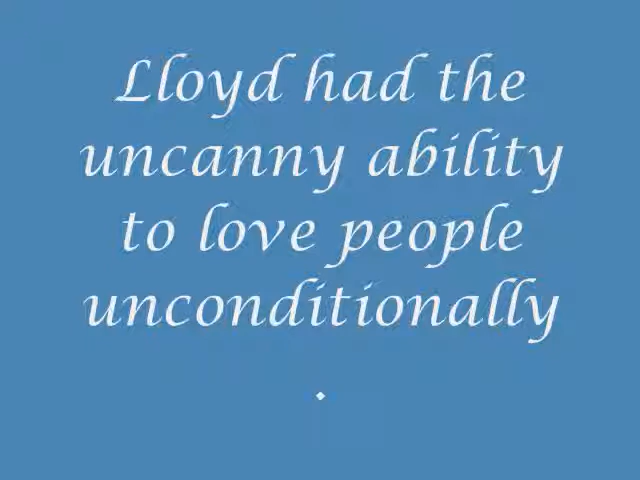 Lloyd had the
uncanny ability
to love people
unconditionally
.